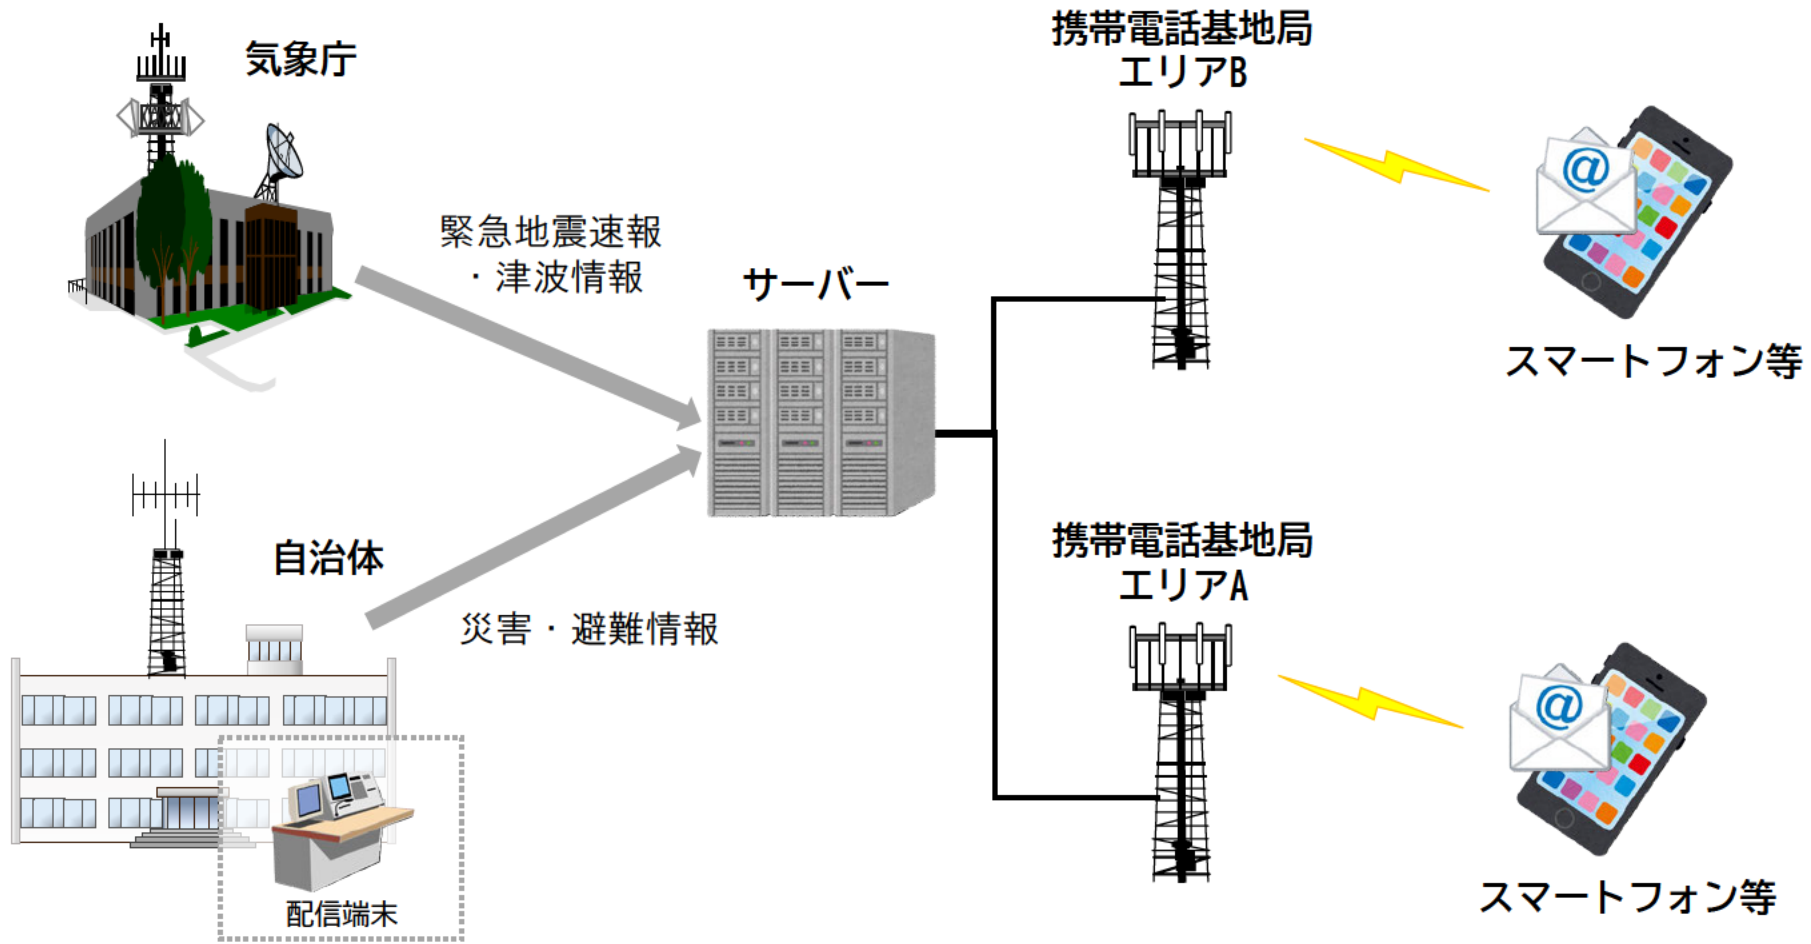 気象庁
緊急地震速報
・津波情報
サーバー
携帯電話基地局
エリアB
@
スマートフォン等
自治体
災害・避難情報
配信端末
携帯電話基地局
エリアA
@
スマートフォン等